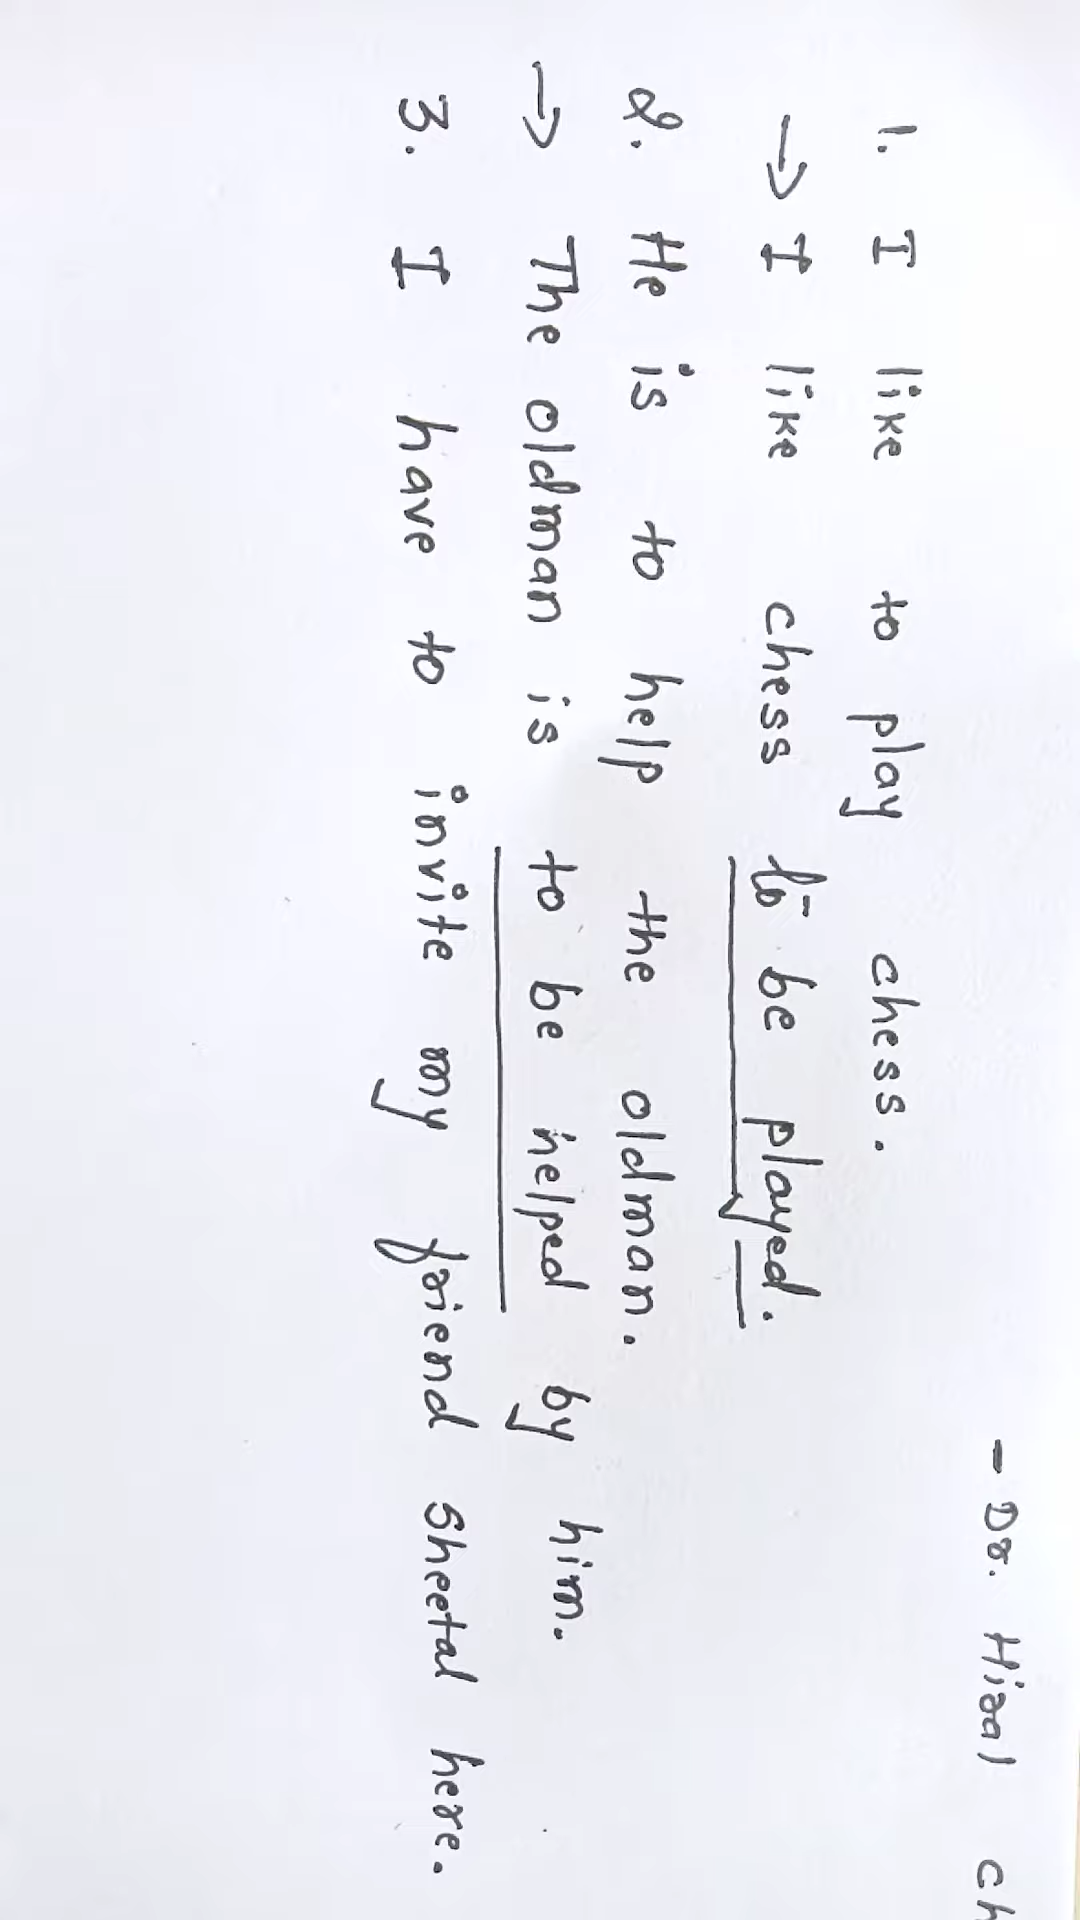 - Dr. Hiral
1. I like to play chess.
→ I like chess to be played.
2. He is to help the oldman.
→ The oldman is to be helped by him.
3. I have to invite my friend Sheetal here.